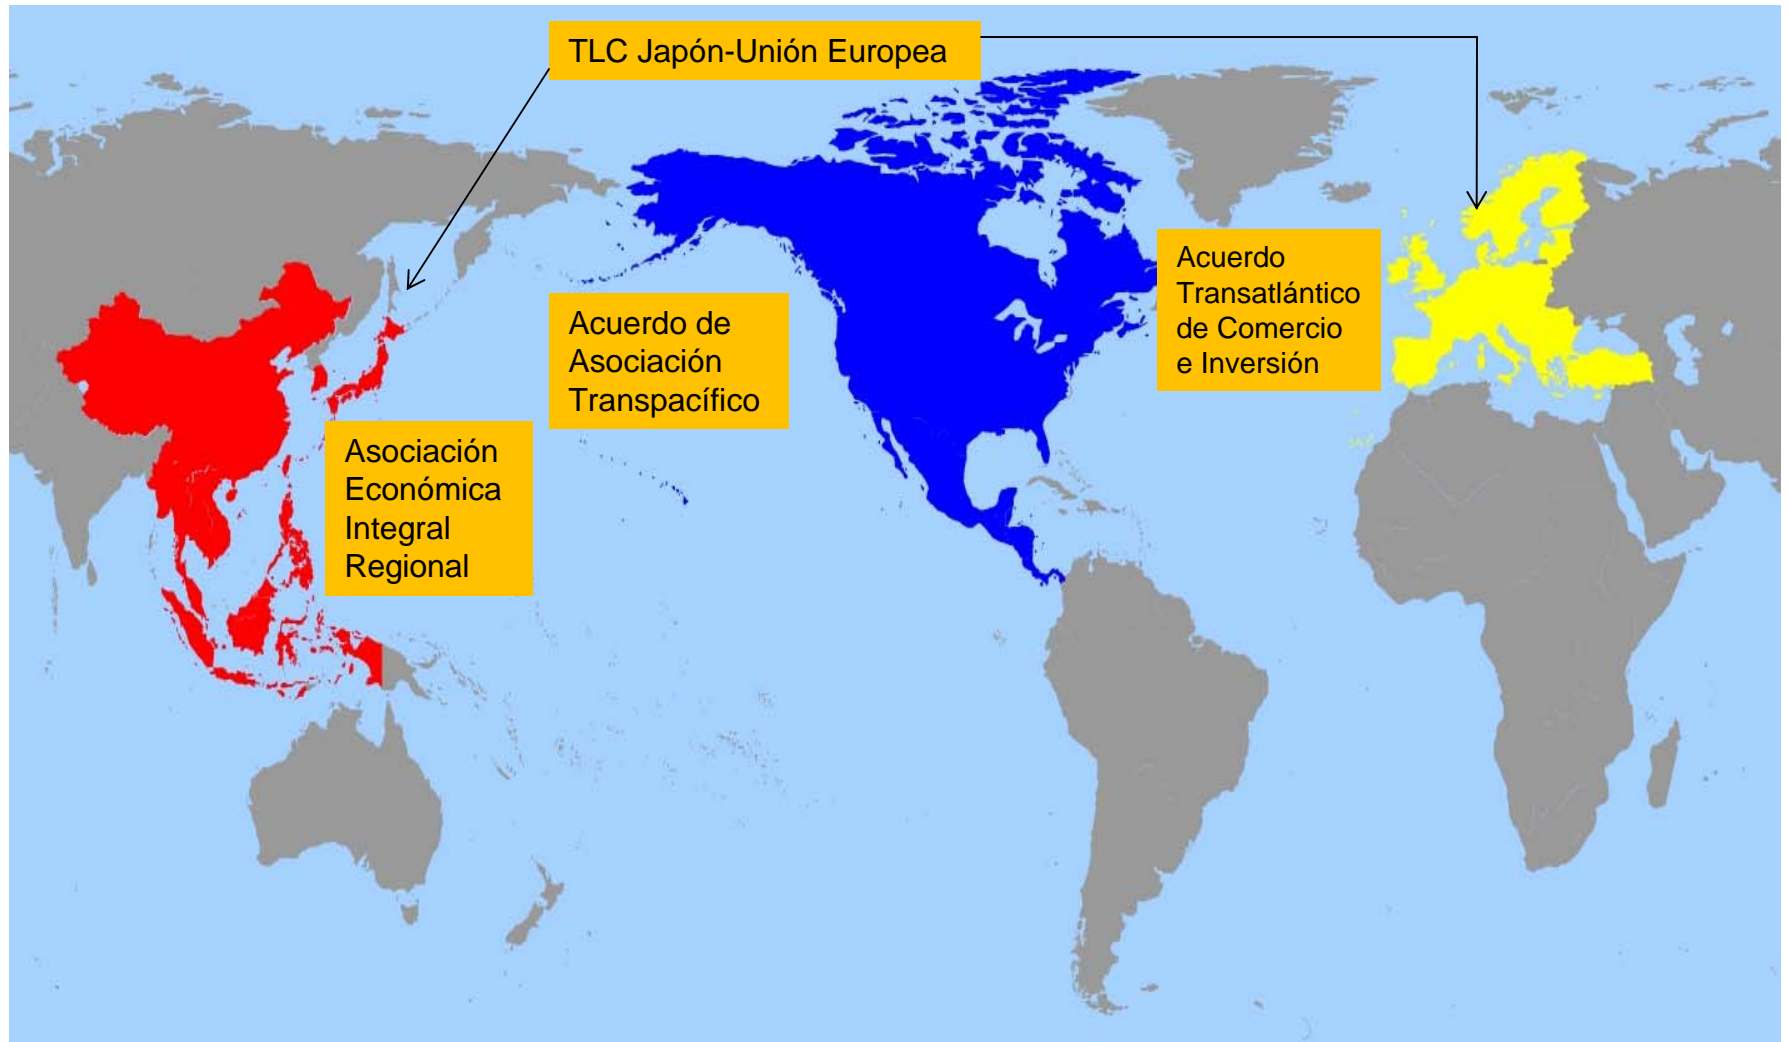 TLC Japón-Unión Europea
Acuerdo
Transatlántico
de Comercio
e Inversión
Acuerdo de
Asociación
Transpacífico
Asociación
Económica
Integral
Regional